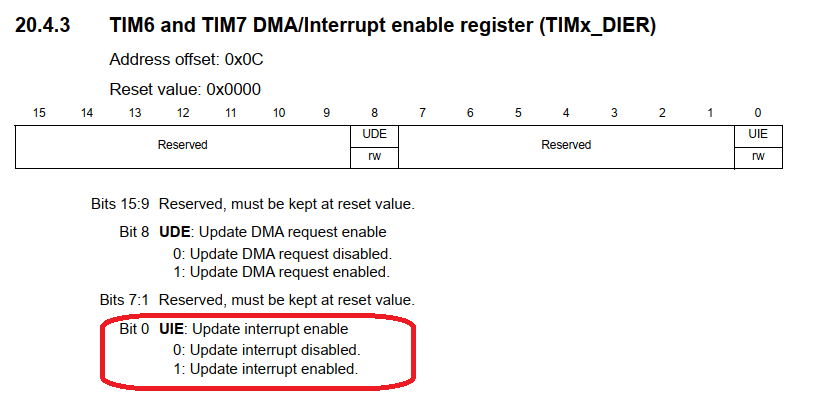 20.4.3 TIM6 and TIM7 DMA/Interrupt enable register (TIMx_DIER)
Address offset: 0x0C
Reset value: 0x0000
15 14 13 12 11 10 9 8 7 6 5 4 3 2 1 0
Reserved UDE Reserved UIE
rw rw
Bits 15:9 Reserved, must be kept at reset value.
Bit 8 UDE: Update DMA request enable
0: Update DMA request disabled.
1: Update DMA request enabled.
Bits 7:1 Reserved, must be kept at reset value.
Bit 0 UIE: Update interrupt enable
0: Update interrupt disabled.
1: Update interrupt enabled.